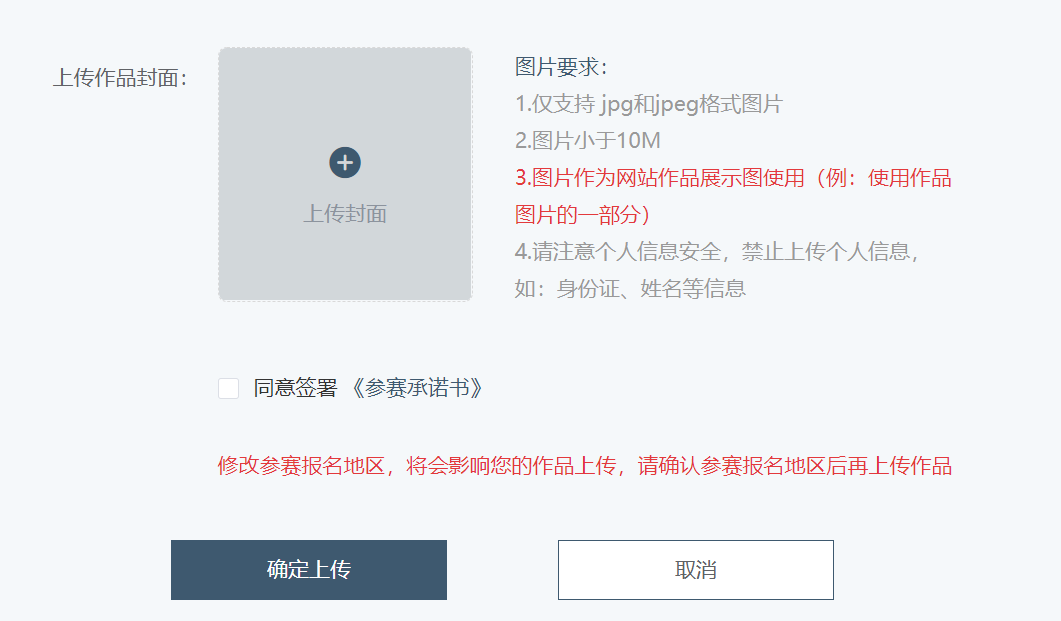 上传作品封面：
上传封面
图片要求：
1.仅支持 jpg和jpeg格式图片
2.图片小于10M
3.图片作为网站作品展示图使用（例：使用作品
图片的一部分）
4.请注意个人信息安全，禁止上传个人信息，
如：身份证、姓名等信息
同意签署 《参赛承诺书》
修改参赛报名地区，将会影响您的作品上传，请确认参赛报名地区后再上传作品
确定上传
取消